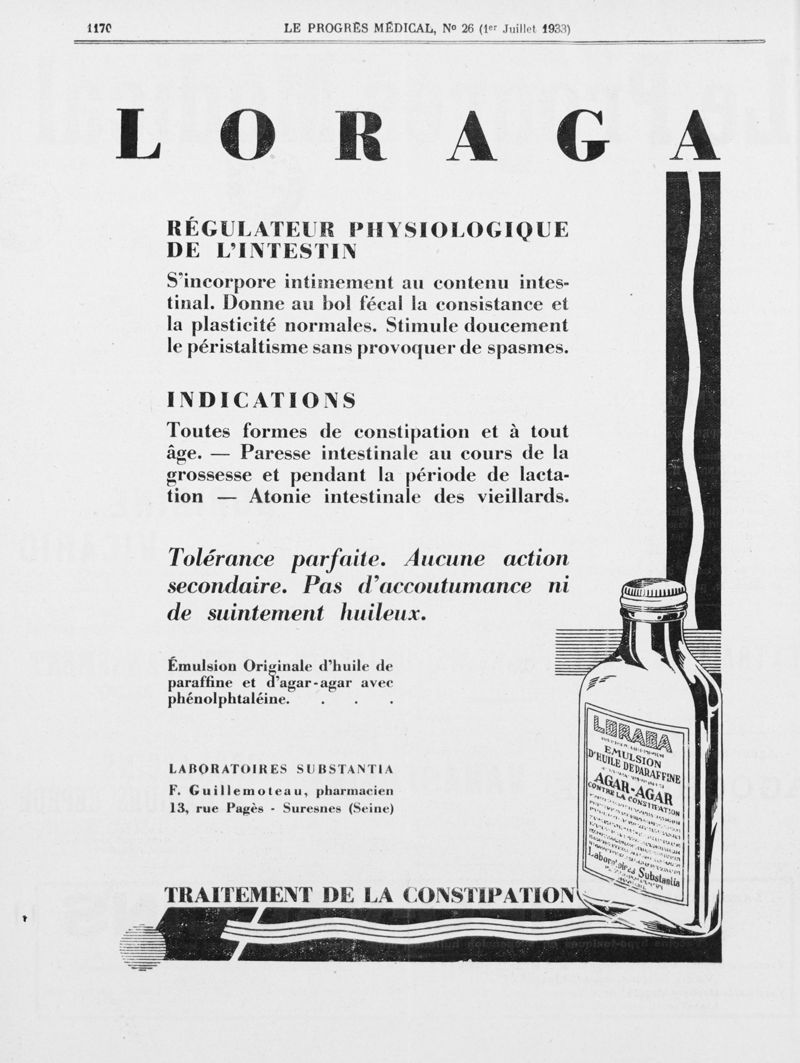 1170
LE PROGRÈS MÉDICAL, Nº 26 (1er Juillet 1933)
LORAGA
RÉGULATEUR PHYSIOLOGIQUE
DE L'INTESTIN
S'incorpore intimement au contenu intes-
tinal. Donne au bol fécal la consistance et
la plasticité normales. Stimule doucement
le péristaltisme sans provoquer de spasmes.
INDICATIONS
Toutes formes de constipation et à tout
âge. — Paresse intestinale au cours de la
grossesse et pendant la période de lacta-
tion — Atonie intestinale des vieillards.
Tolérance parfaite. Aucune action
secondaire. Pas d'accoutumance ni
de suintement huileux.
Émulsion Originale d'huile de
paraffine et d'agar-agar avec
phénolphtaléine. . . .
LABORATOIRES SUBSTANTIA
F. Guillemoteau, pharmacien
13, rue Pagès - Suresnes (Seine)
LORAGA
EMULSION
D'HUILE DE PARAFFINE
AGAR-AGAR
CONTRE LA CONSTIPATION
Laboratoires Substantia
TRAITEMENT DE LA CONSTIPATION